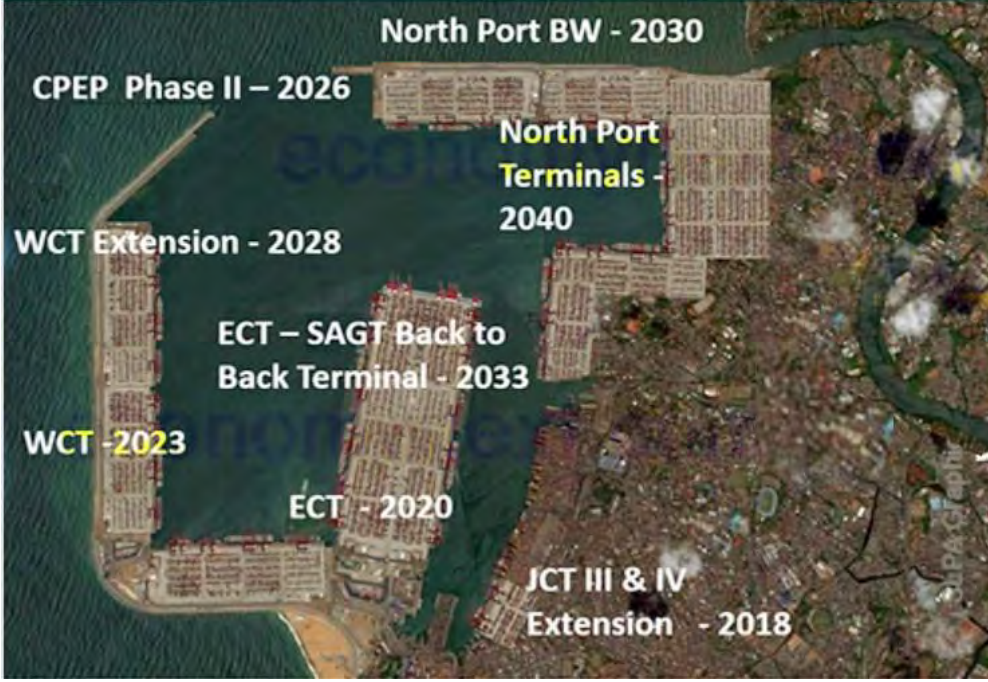 North Port BW - 2030
CPEP Phase II – 2026
North Port
Terminals -
2040
WCT Extension - 2028
ECT – SAGT Back to
Back Terminal - 2033
WCT -2023
ECT - 2020
JCT III & IV
Extension - 2018